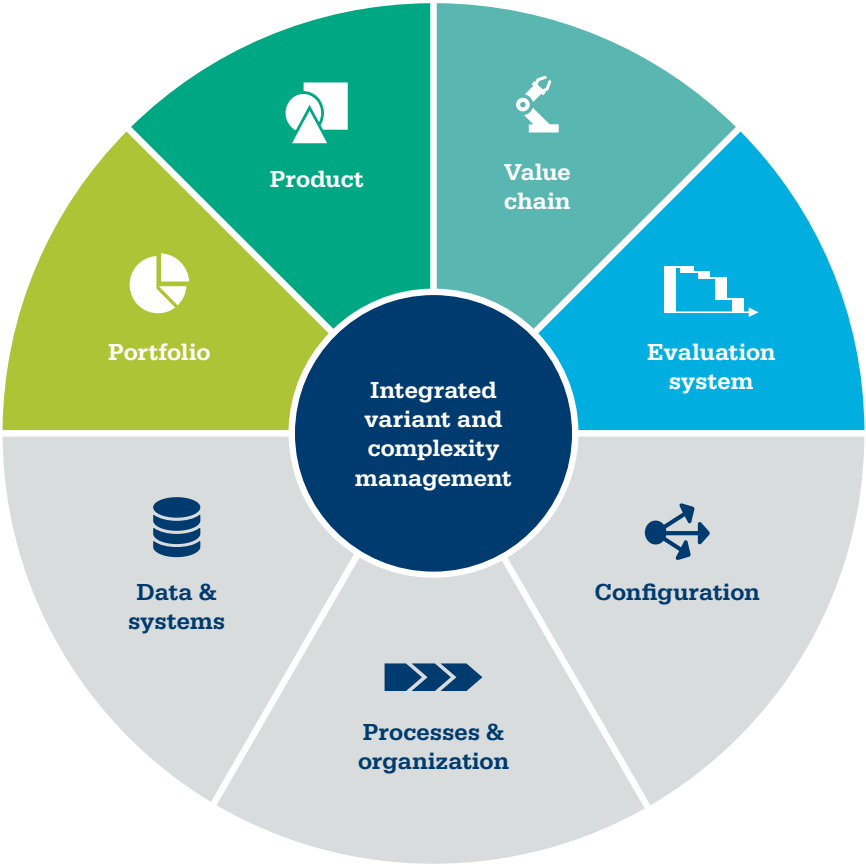 Product
Value
chain
Portfolio
Evaluation
system
Integrated
variant and
complexity
management
Data &
systems
Configuration
Processes &
organization